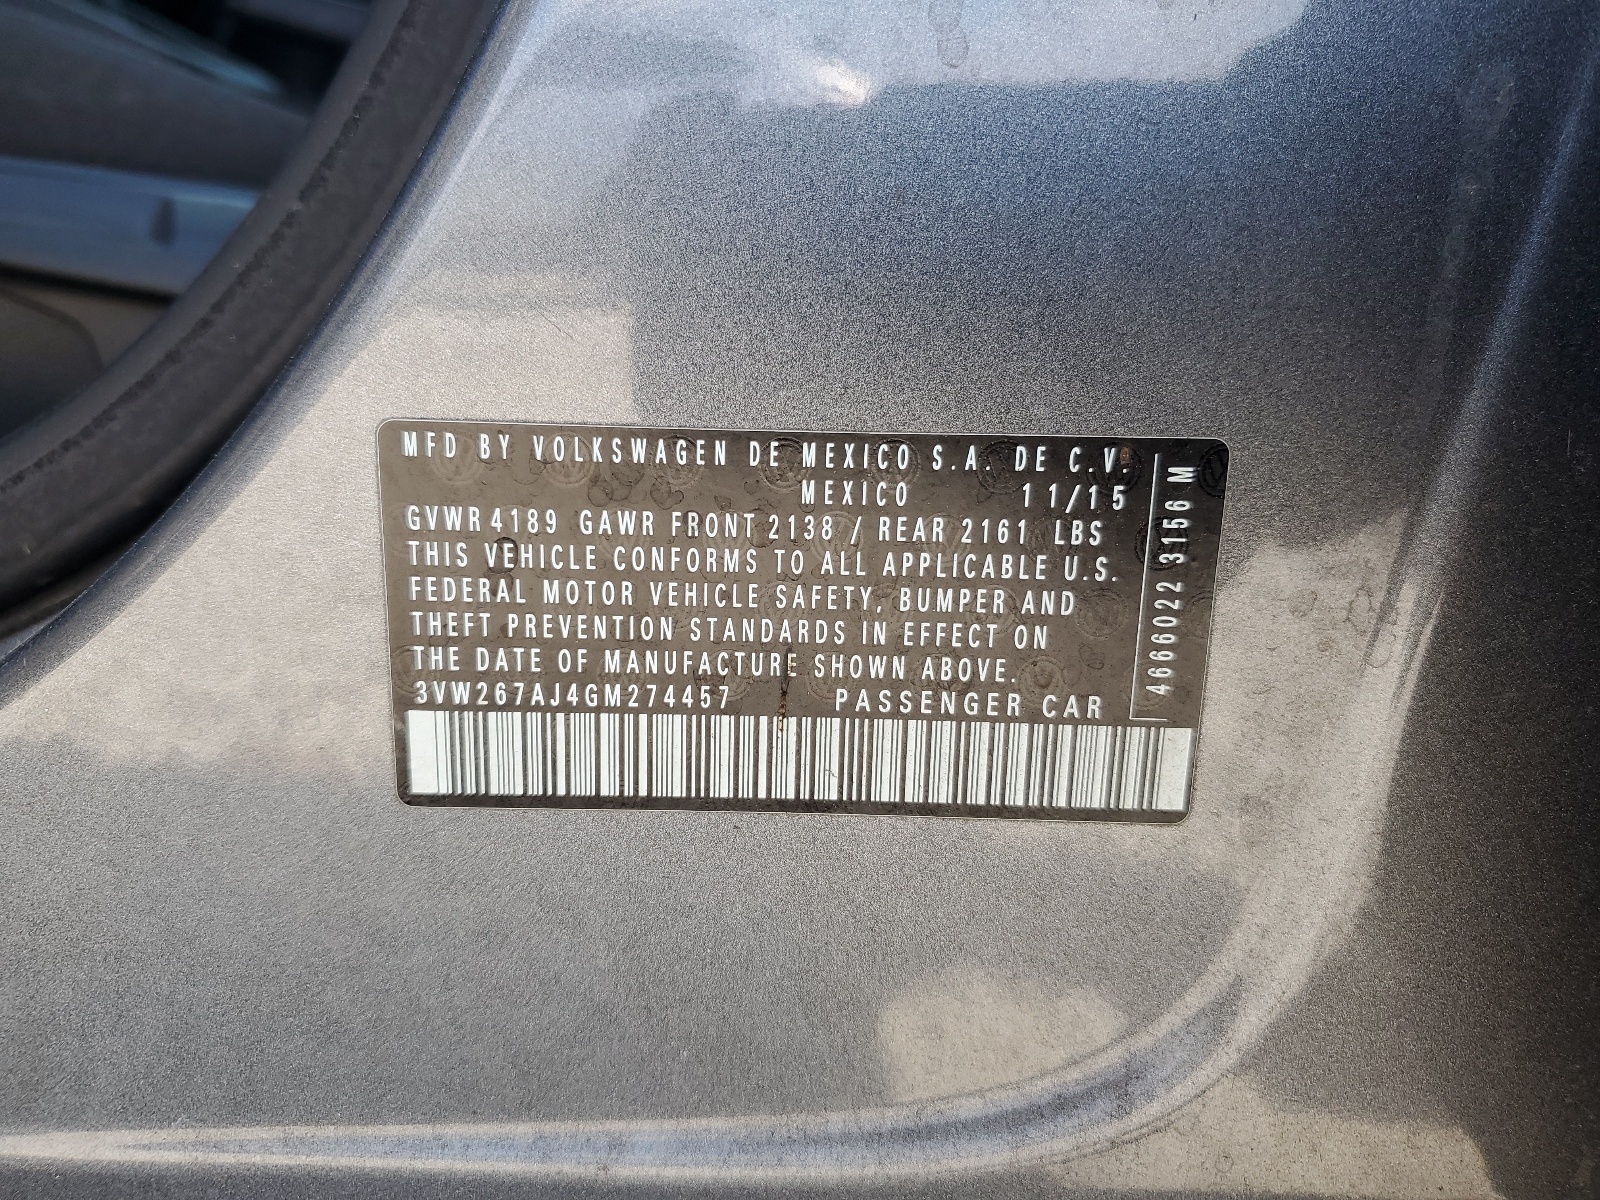 MFD BY VOLKSWAGEN DE MEXICO S.A. DE C.V.
MEXICO 11/15
GVWR 4189 GAWR FRONT 2138 / REAR 2161 LBS
THIS VEHICLE CONFORMS TO ALL APPLICABLE U.S.
FEDERAL MOTOR VEHICLE SAFETY, BUMPER AND
THEFT PREVENTION STANDARDS IN EFFECT ON
THE DATE OF MANUFACTURE SHOWN ABOVE.
3VW267AJ4GM274457 PASSENGER CAR
4666022 3156 M